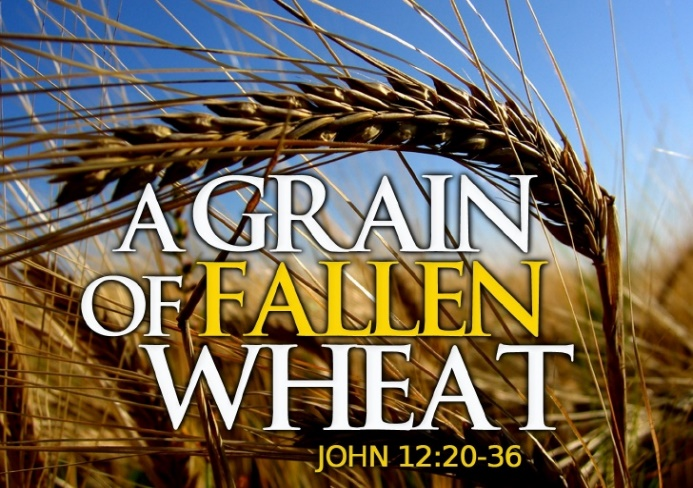 A GRAIN
OF FALLEN
WHEAT
JOHN 12:20-36